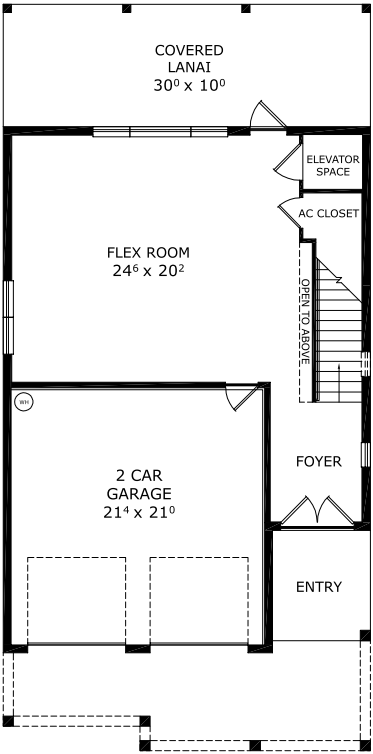 COVERED
LANAI
30⁰ x 10⁰
ELEVATOR
SPACE
AC CLOSET
FLEX ROOM
24⁶ x 20²
OPEN TO ABOVE
WH
FOYER
2 CAR
GARAGE
21⁴ x 21⁰
ENTRY